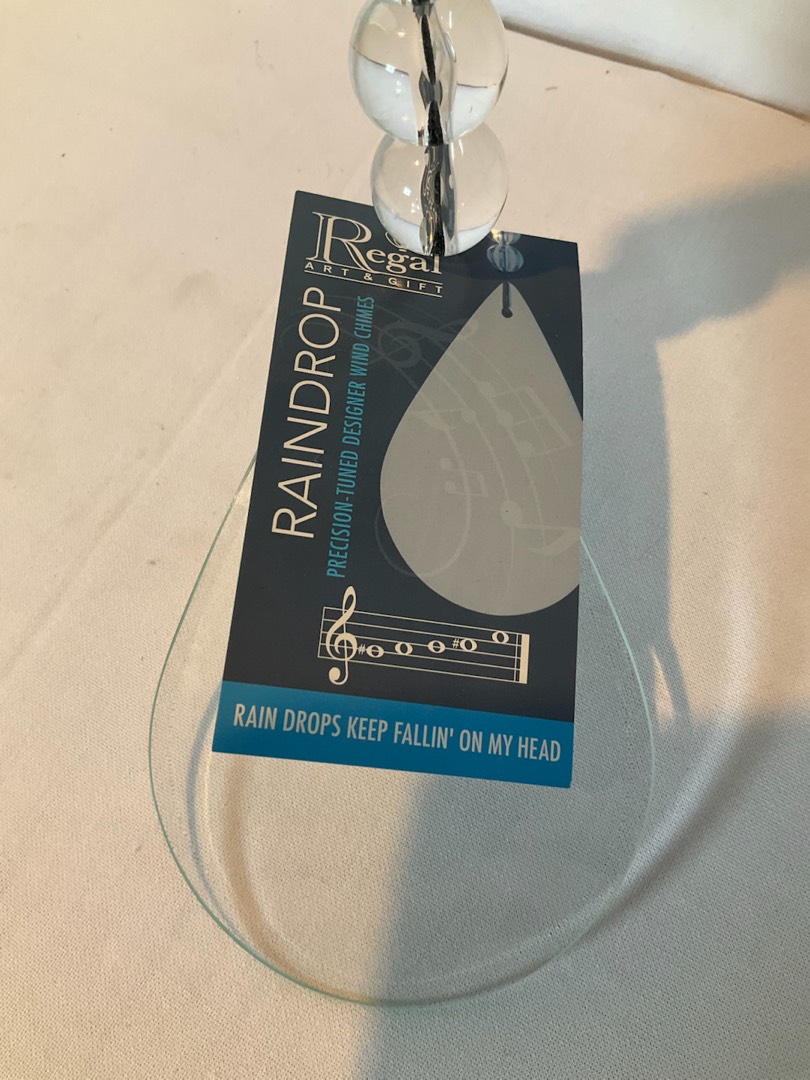 Regal
ART & GIFT
RAINDROP
PRECISION-TUNED DESIGNER WIND CHIMES
RAIN DROPS KEEP FALLIN' ON MY HEAD